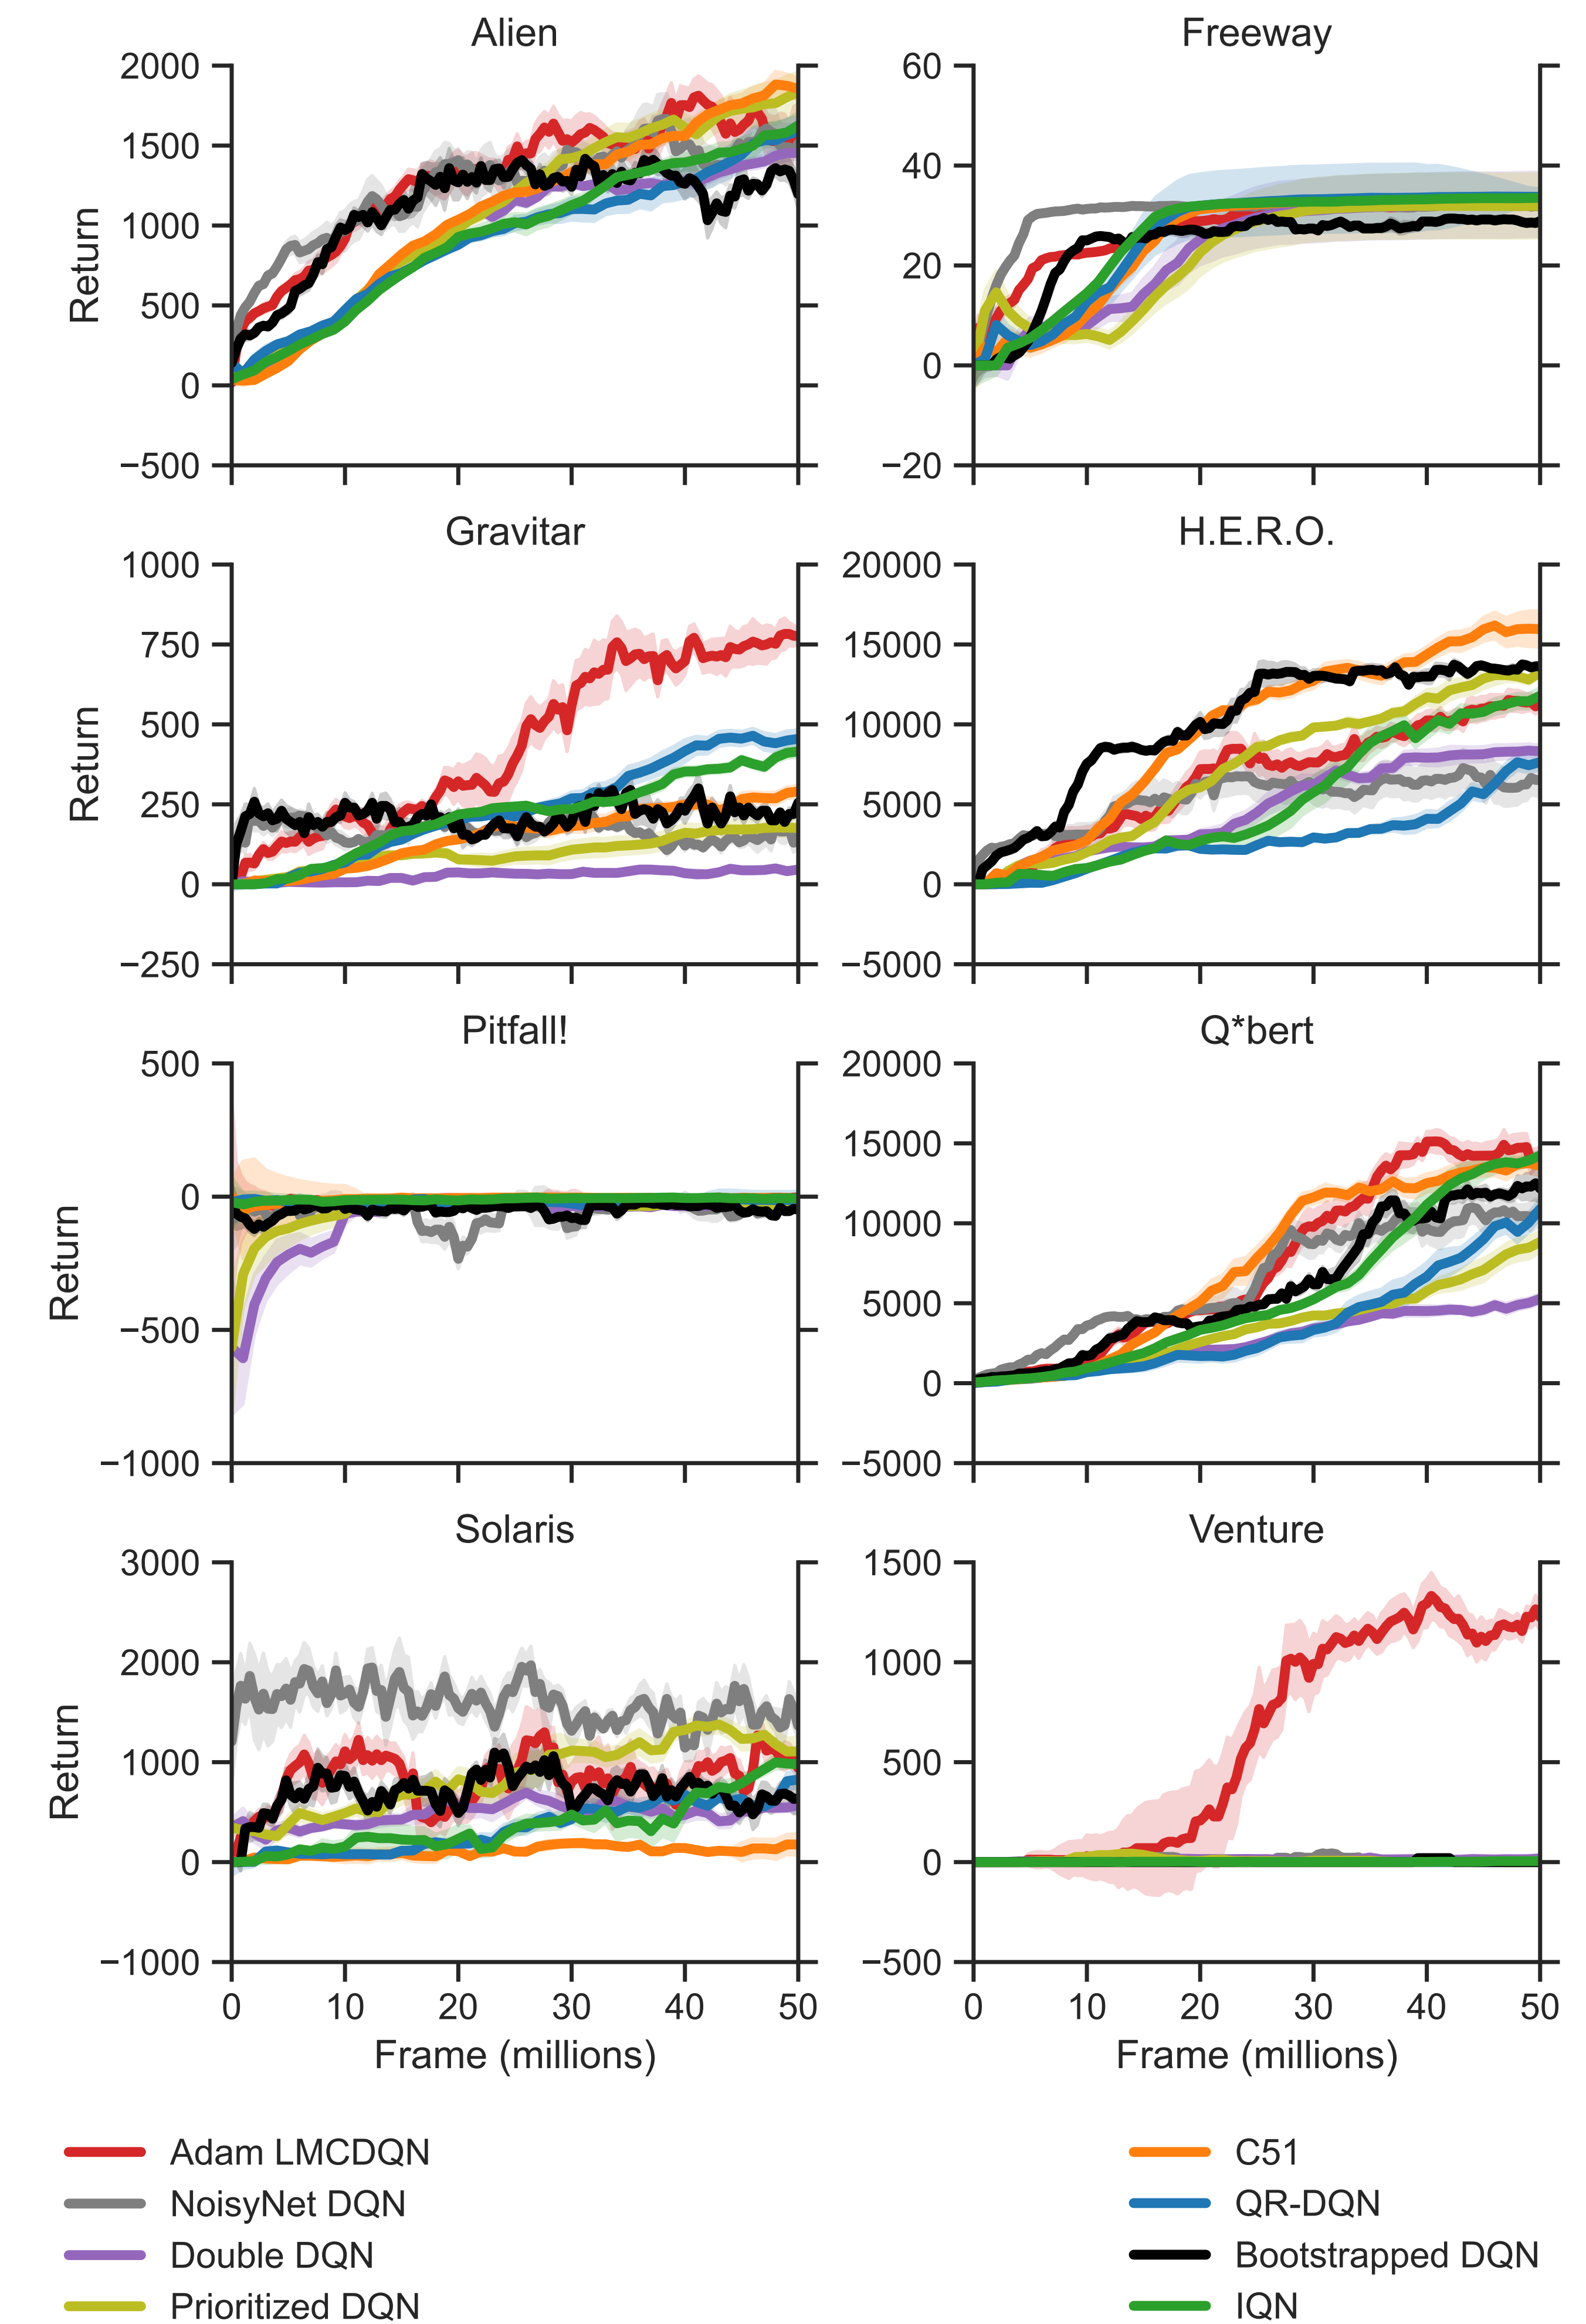 Alien
Freeway
2000
1500
1000
500
0
−500
Return
60
40
20
0
−20
Gravitar
H.E.R.O.
1000
750
500
250
0
−250
Return
20000
15000
10000
5000
0
−5000
Pitfall!
Q*bert
500
0
−500
−1000
Return
20000
15000
10000
5000
0
−5000
Solaris
Venture
3000
2000
1000
0
−1000
Return
1500
1000
500
0
−500
0 10 20 30 40 50
Frame (millions)
0 10 20 30 40 50
Frame (millions)
Adam LMCDQN
NoisyNet DQN
Double DQN
Prioritized DQN
C51
QR-DQN
Bootstrapped DQN
IQN